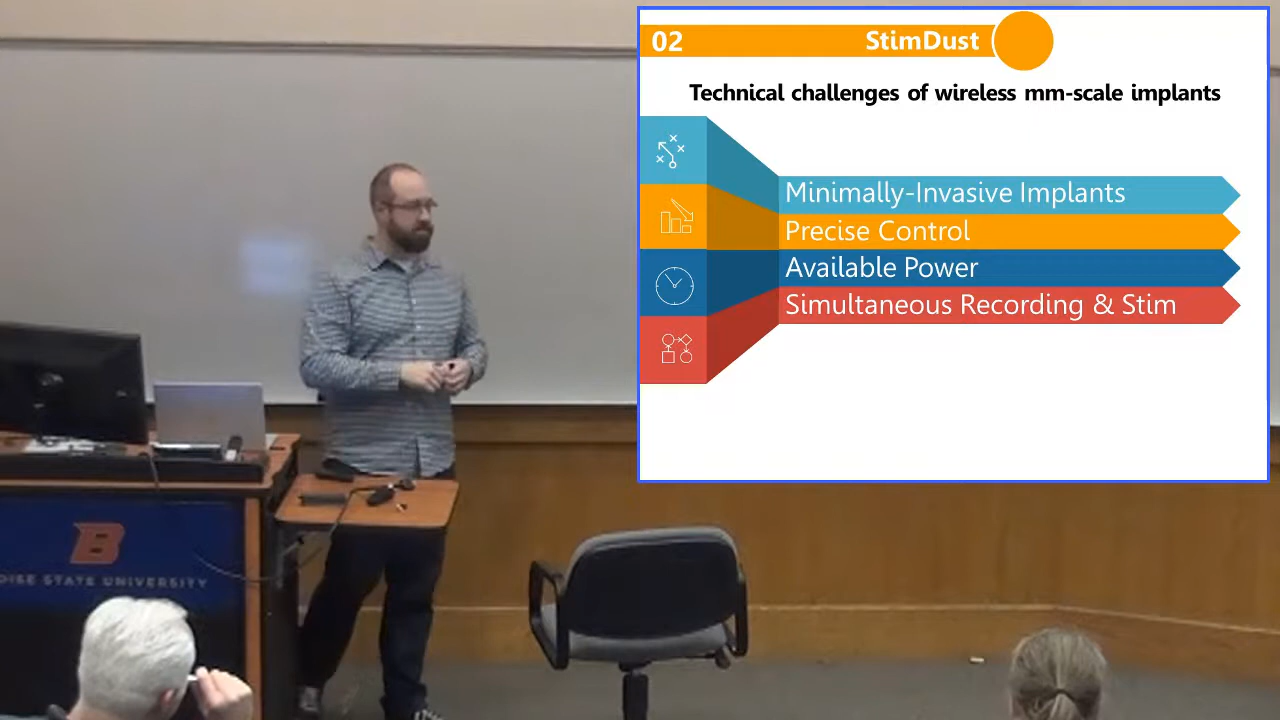 02
StimDust
Technical challenges of wireless mm-scale implants
Minimally-Invasive Implants
Precise Control
Available Power
Simultaneous Recording & Stim
B
OISE STATE UNIVERSITY